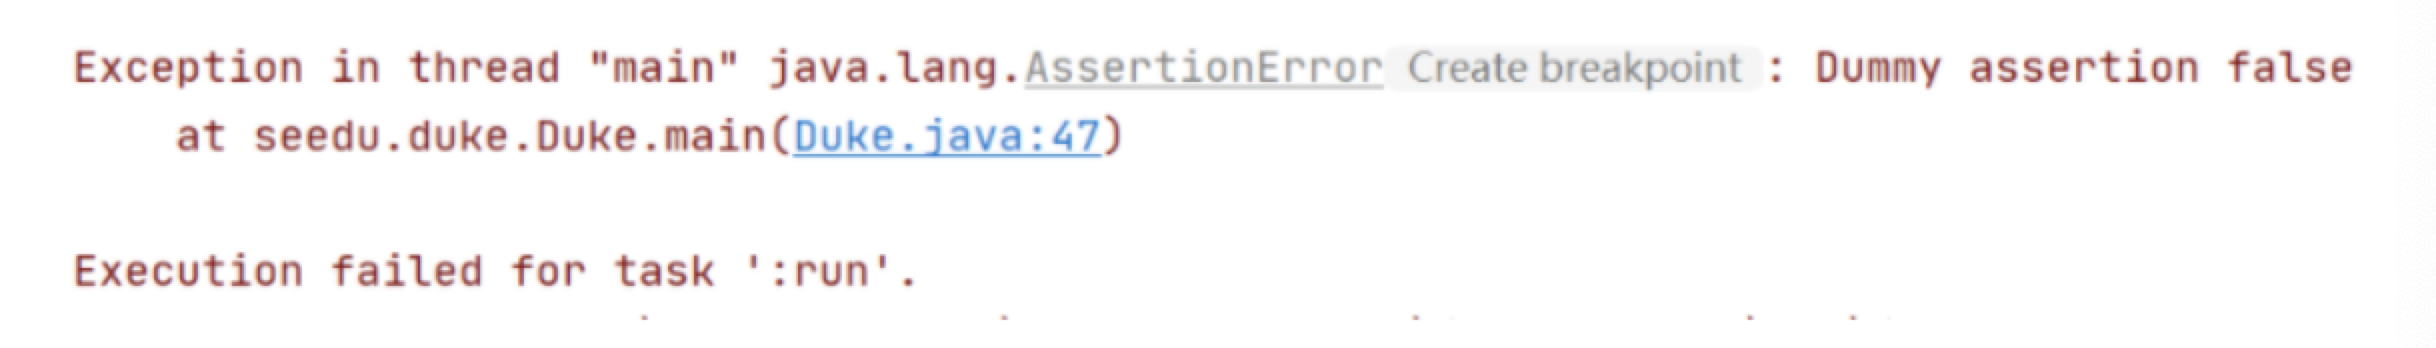 Exception in thread "main" java.lang.AssertionError Create breakpoint : Dummy assertion false
at seedu.duke.Duke.main(Duke.java:47)
Execution failed for task ':run'.